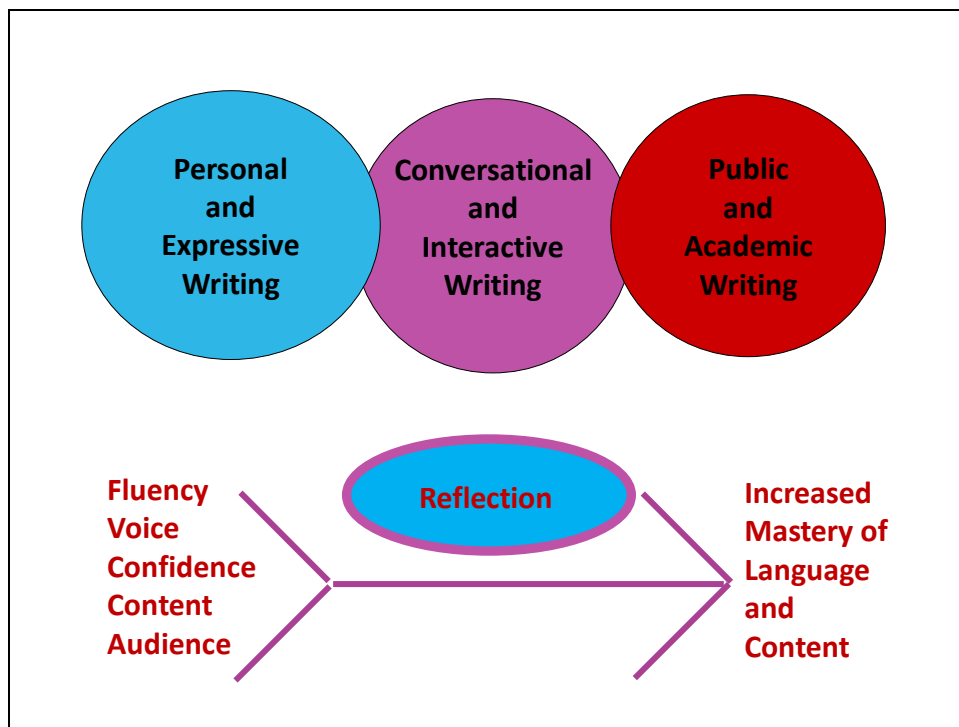 Personal
and
Expressive
Writing
Conversational
and
Interactive
Writing
Public
and
Academic
Writing
Reflection
Fluency
Voice
Confidence
Content
Audience
Increased
Mastery of
Language
and
Content